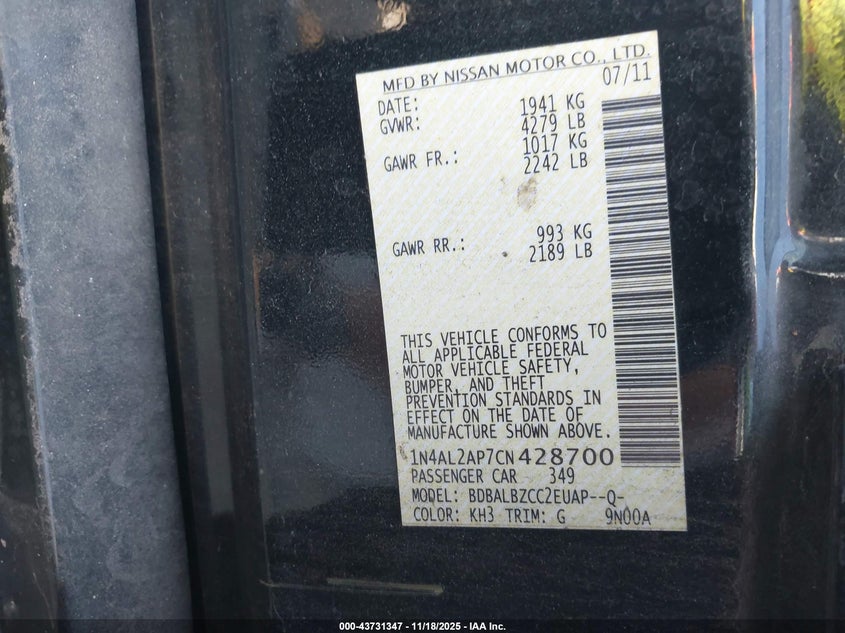 MFD BY NISSAN MOTOR CO., LTD.
DATE: 07/11
GVWR: 1941 KG
4279 LB
GAWR FR.: 1017 KG
2242 LB
GAWR RR.: 993 KG
2189 LB
THIS VEHICLE CONFORMS TO
ALL APPLICABLE FEDERAL
MOTOR VEHICLE SAFETY,
BUMPER, AND THEFT
PREVENTION STANDARDS IN
EFFECT ON THE DATE OF
MANUFACTURE SHOWN ABOVE.
1N4AL2AP7CN 428700
PASSENGER CAR 349
MODEL: BDBALBZCC2EUAP--Q-
COLOR: KH3 TRIM: G 9N00A
000-43731347 - 11/18/2025 - IAA Inc.